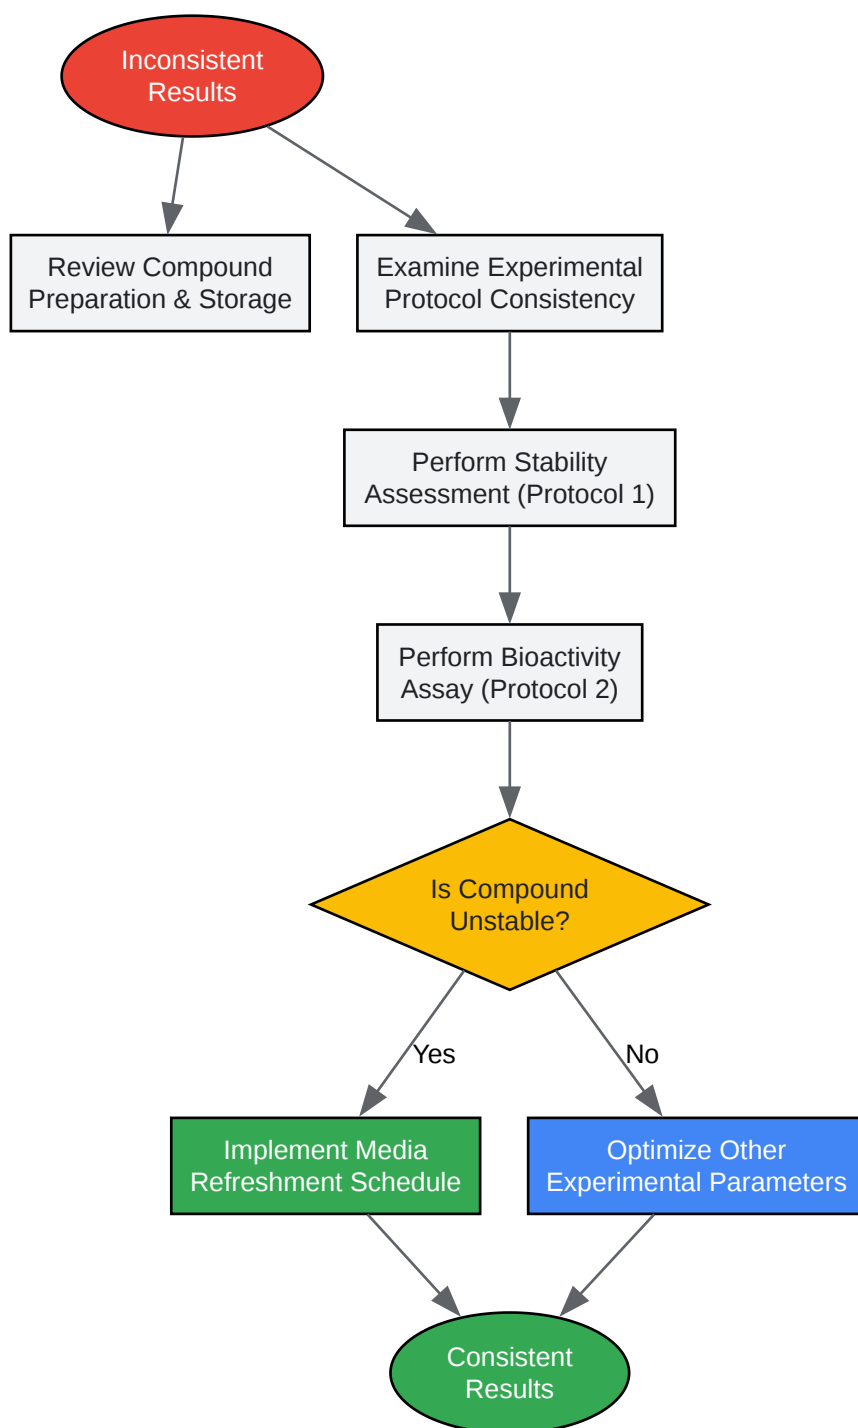 Inconsistent
Results
Review Compound
Preparation & Storage
Examine Experimental
Protocol Consistency
Perform Stability
Assessment (Protocol 1)
Perform Bioactivity
Assay (Protocol 2)
Is Compound
Unstable?
Yes
No
Implement Media
Refreshment Schedule
Optimize Other
Experimental Parameters
Consistent
Results